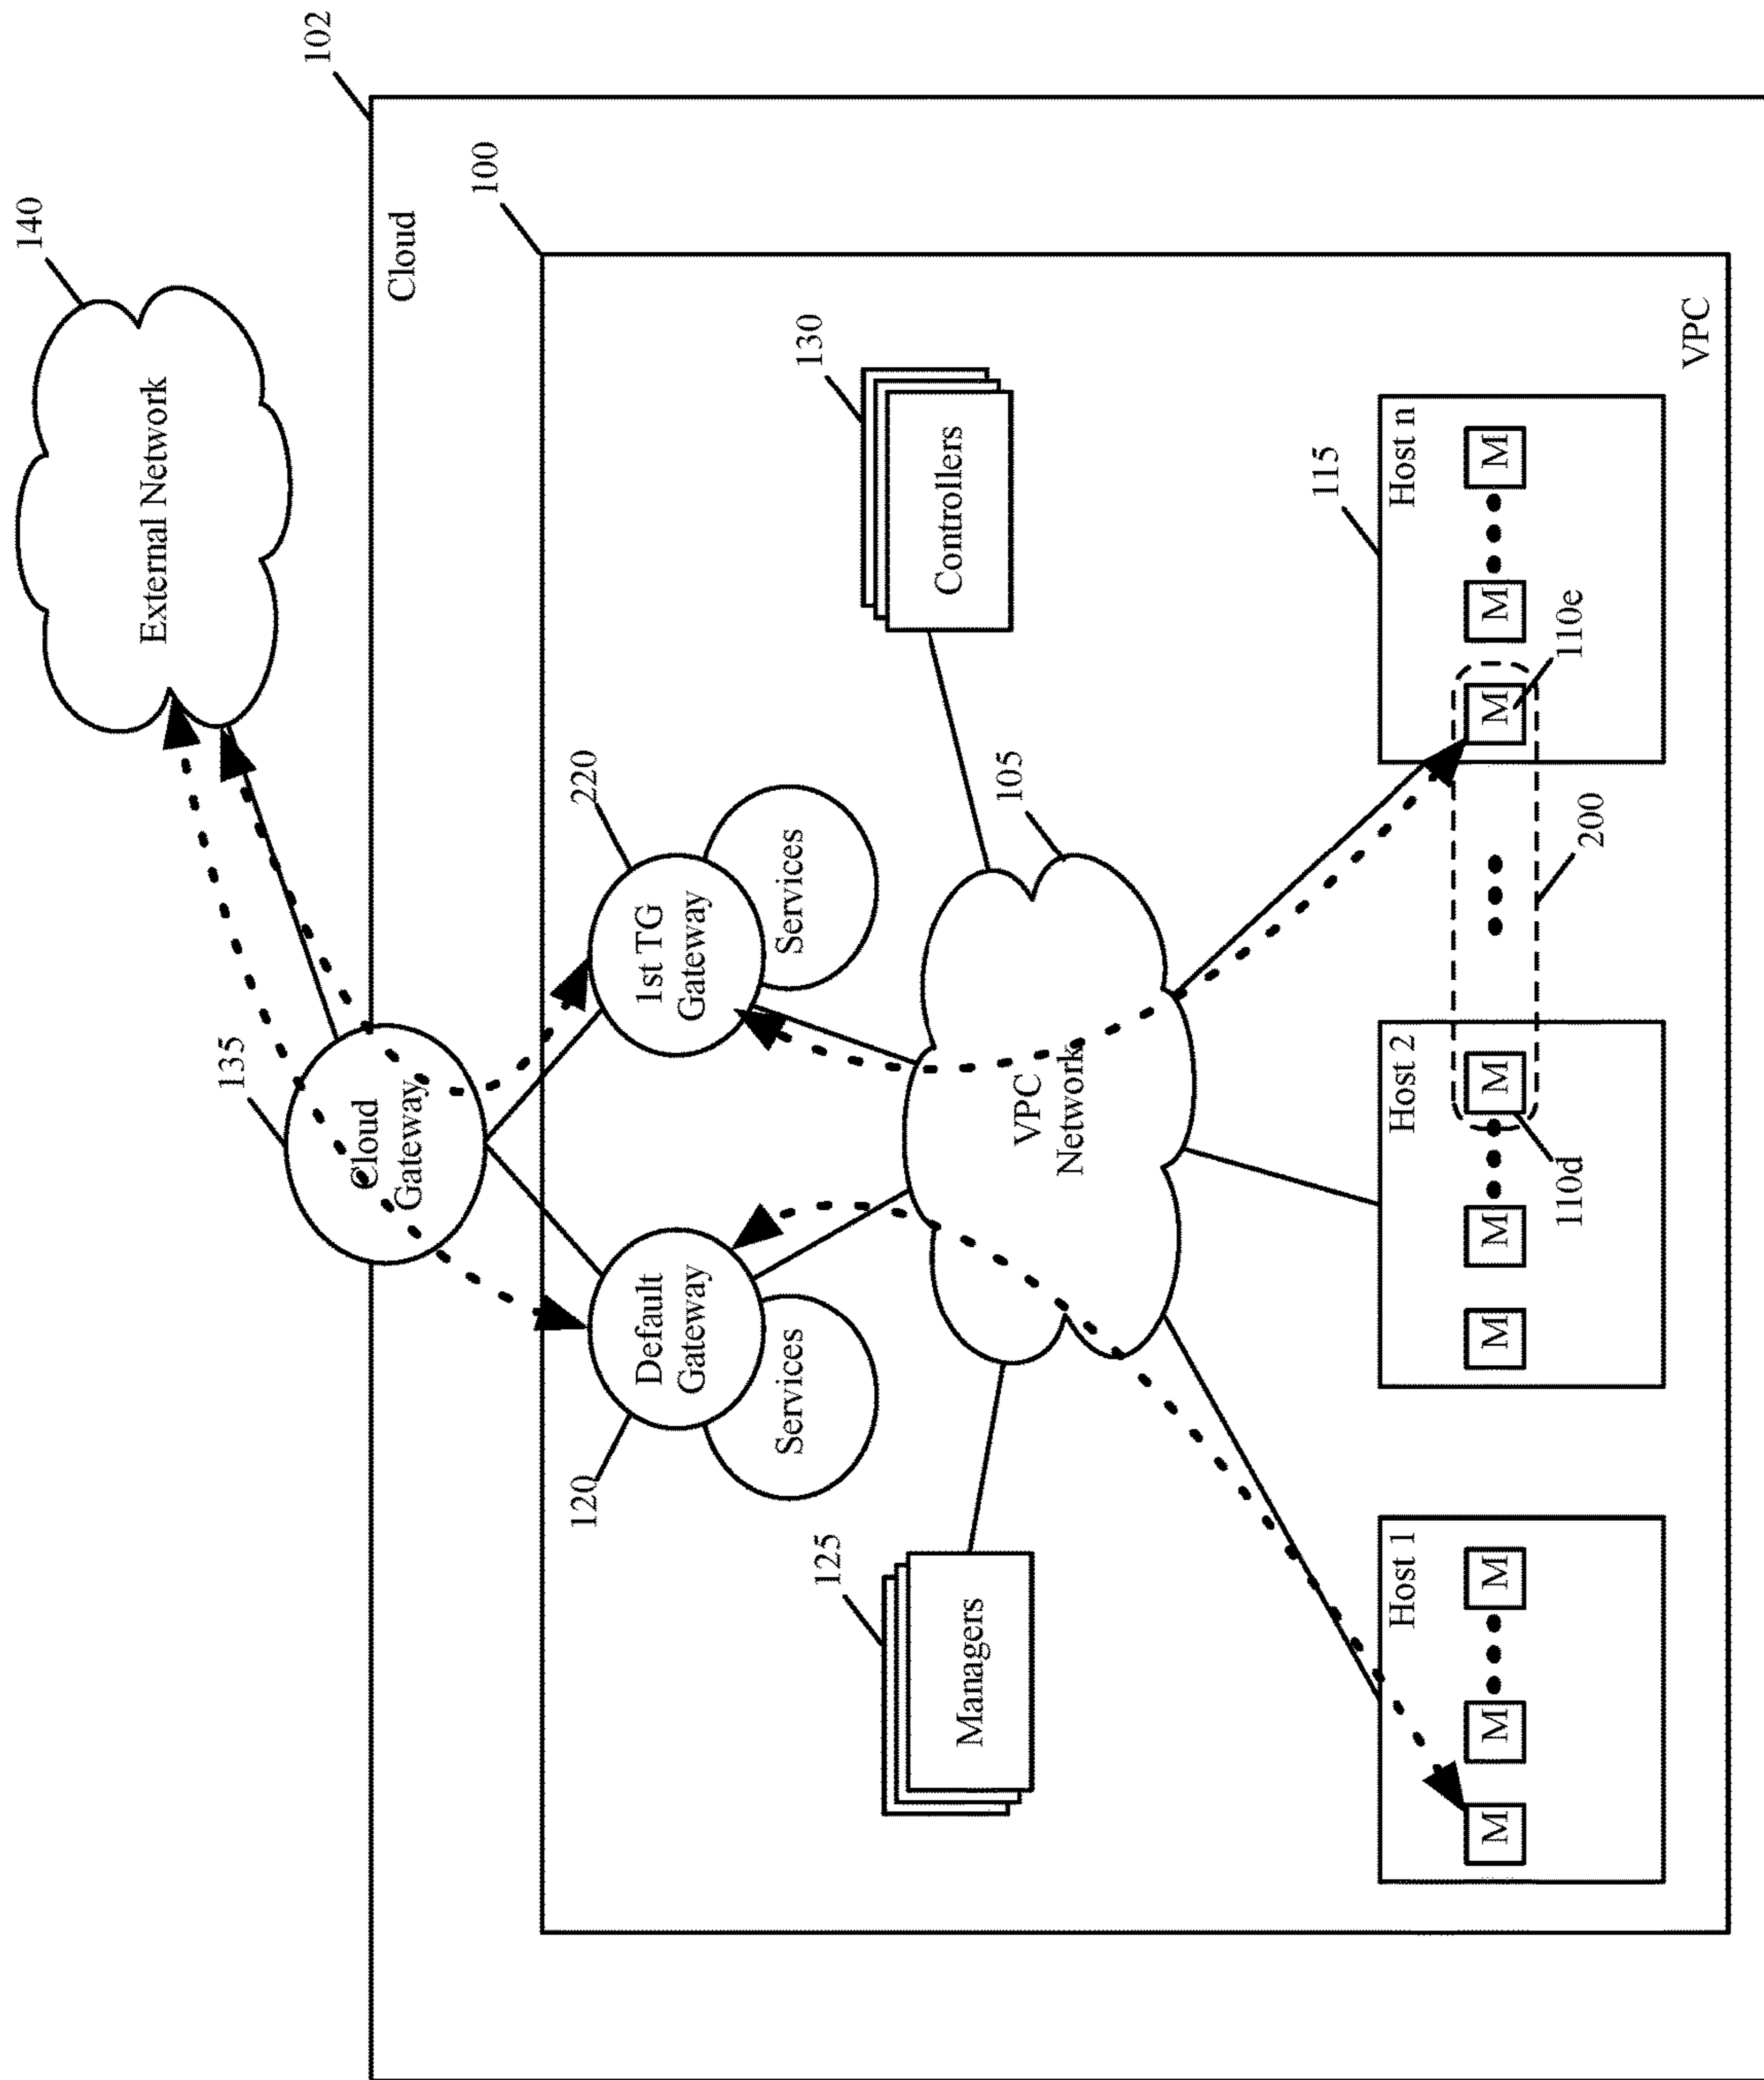 140
External Network
135
102
Cloud
Gateway
Cloud
100
120
220
Default
Gateway
1st TG
Gateway
Services
Services
125
130
Managers
Controllers
105
VPC
Network
115
Host 1
Host 2
Host n
M M M
M M M
M M M
110d
110e
200
VPC